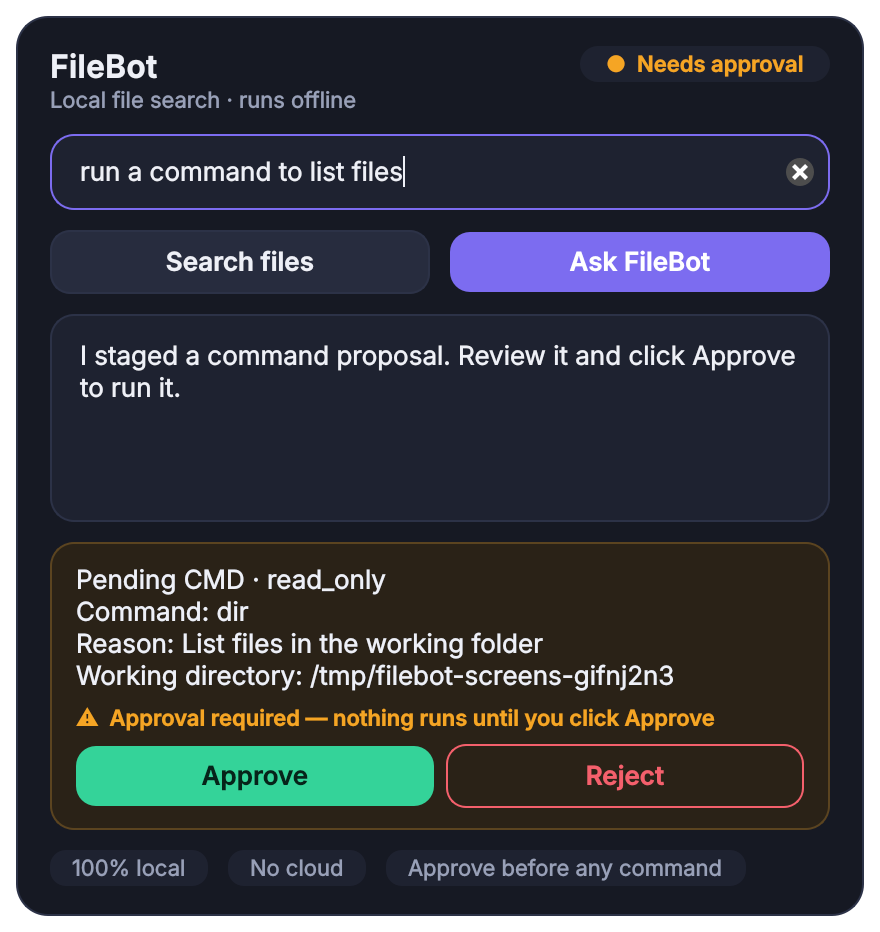 FileBot
Needs approval
Local file search · runs offline
run a command to list files
Search files
Ask FileBot
I staged a command proposal. Review it and click Approve
to run it.
Pending CMD · read_only
Command: dir
Reason: List files in the working folder
Working directory: /tmp/filebot-screens-gifnj2n3
Approval required — nothing runs until you click Approve
Approve
Reject
100% local
No cloud
Approve before any command